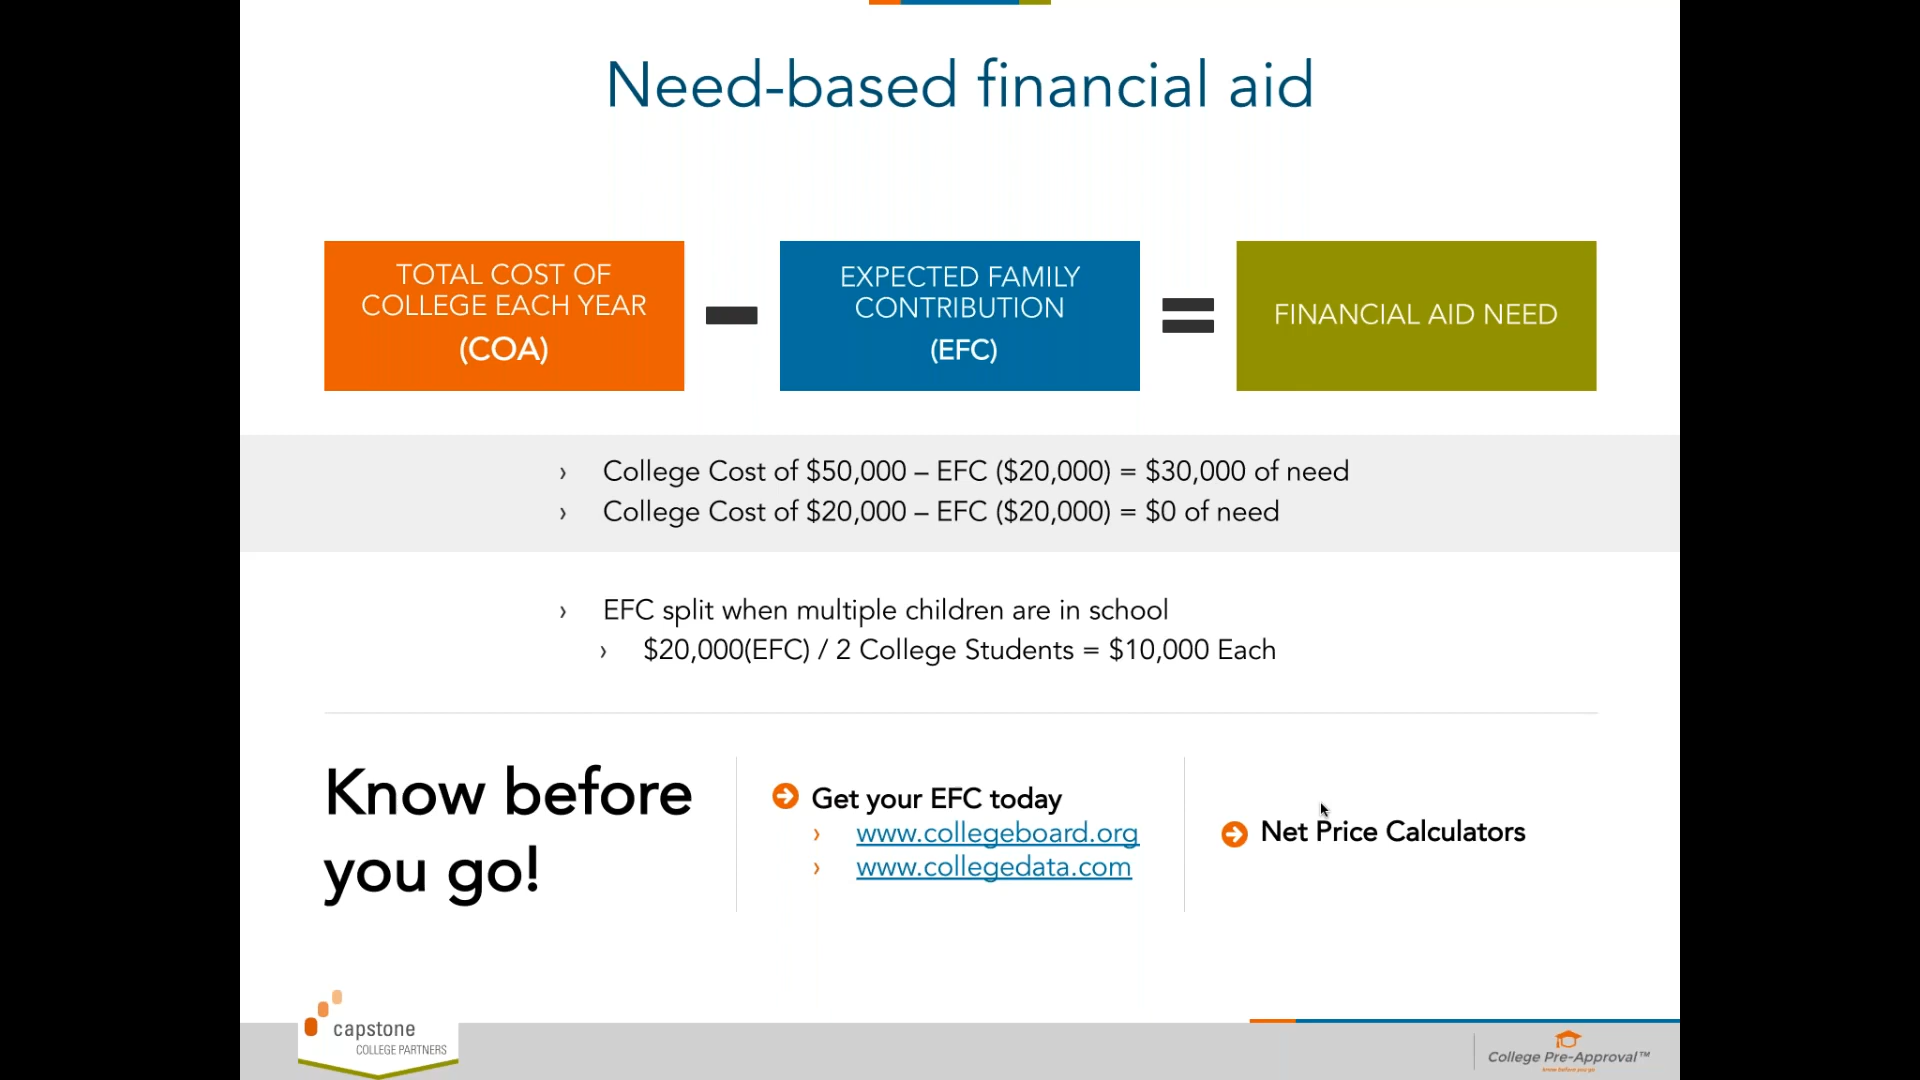 Need-based financial aid
TOTAL COST OF
COLLEGE EACH YEAR
(COA)
EXPECTED FAMILY
CONTRIBUTION
(EFC)
FINANCIAL AID NEED
› College Cost of $50,000 – EFC ($20,000) = $30,000 of need
› College Cost of $20,000 – EFC ($20,000) = $0 of need
› EFC split when multiple children are in school
› $20,000(EFC) / 2 College Students = $10,000 Each
Know before
you go!
Get your EFC today
› www.collegeboard.org
› www.collegedata.com
Net Price Calculators
capstone
COLLEGE PARTNERS
College Pre-Approval™
know before you go